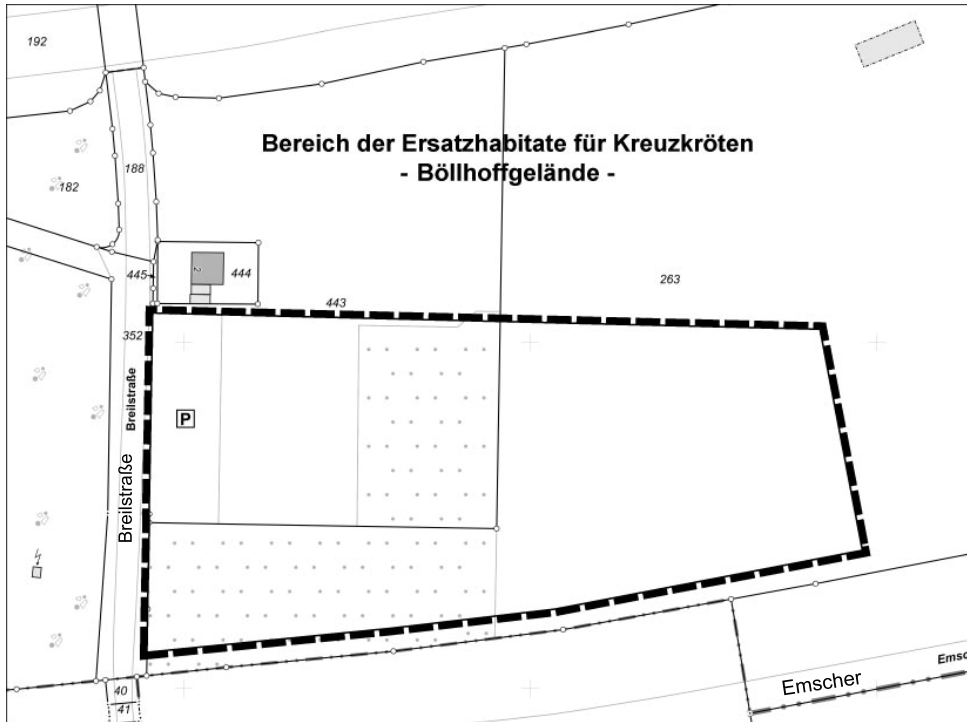 192
Bereich der Ersatzhabitate für Kreuzkröten
- Böllhoffgelände -
188
182
445
2
444
443
263
352
Breilstraße
P
Breilstraße
Emscher
40
41